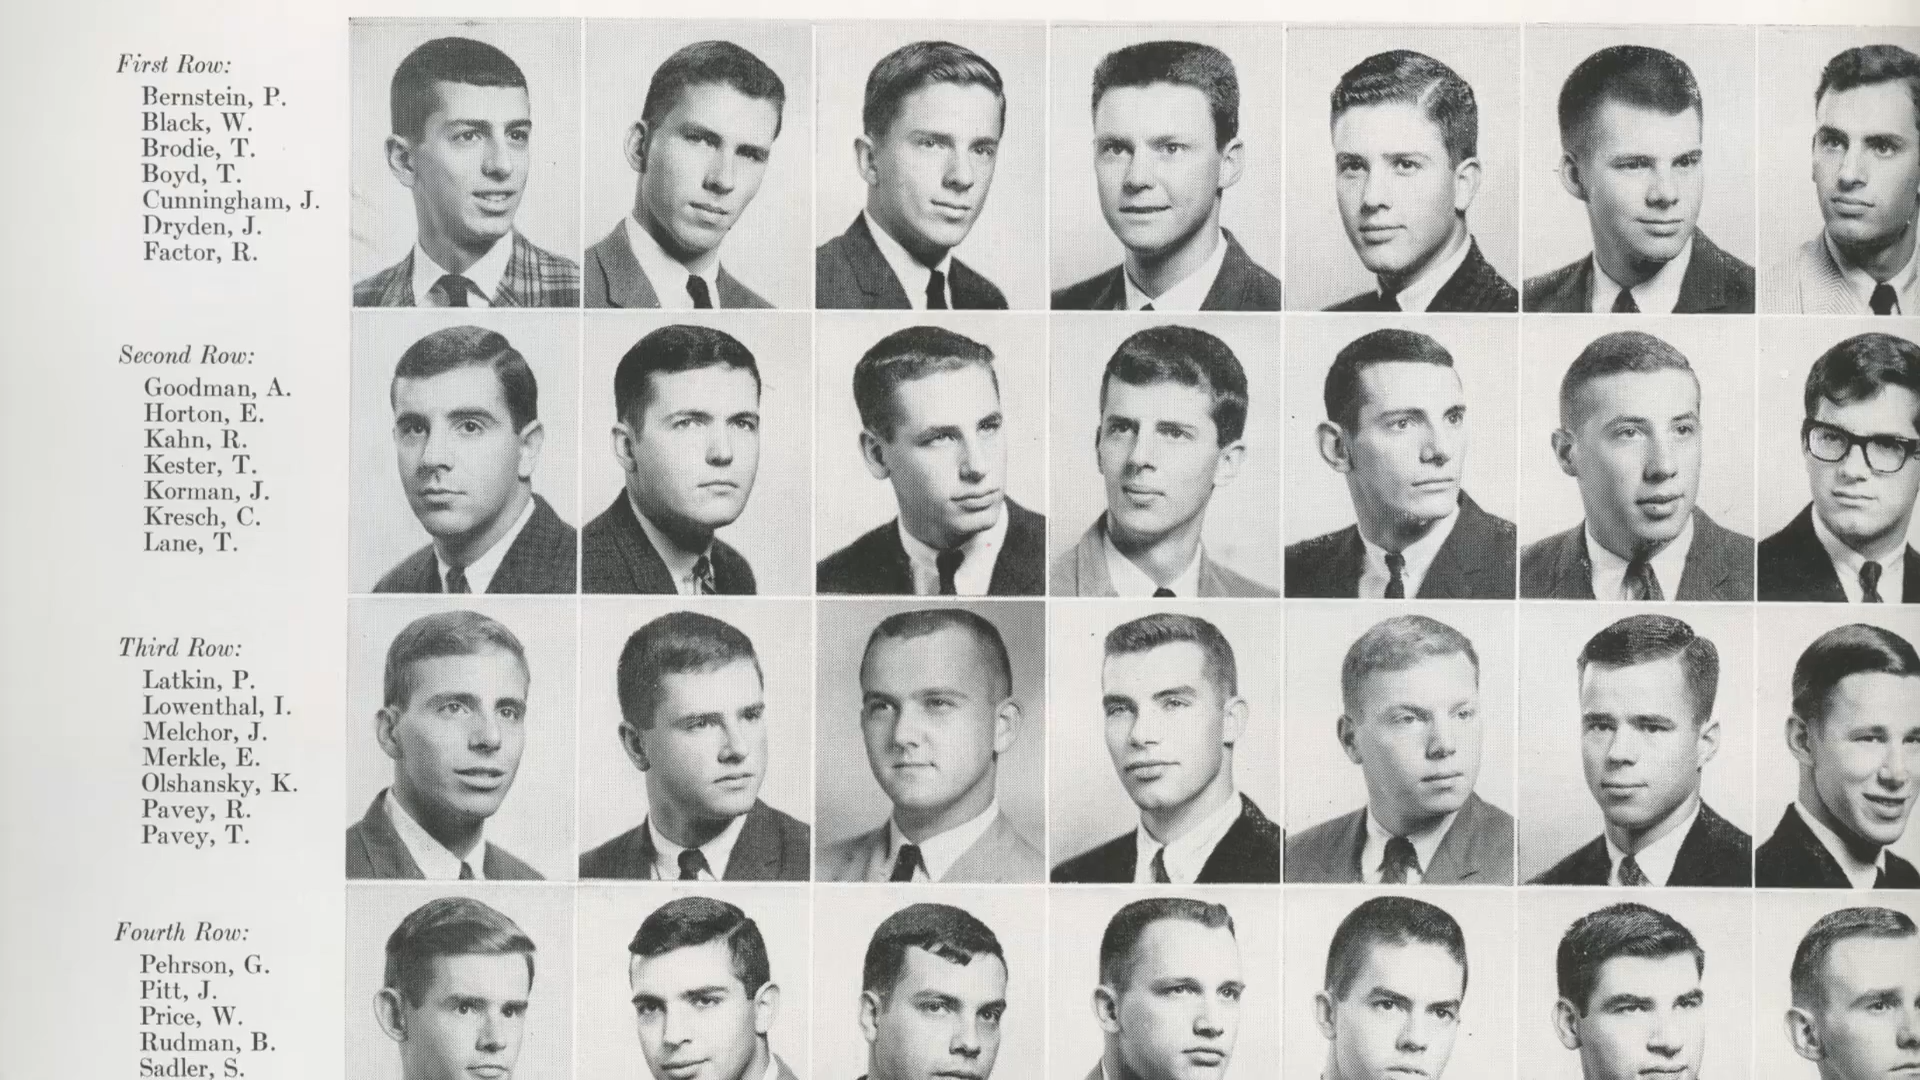 First Row:
Bernstein, P.
Black, W.
Brodie, T.
Boyd, T.
Cunningham, J.
Dryden, J.
Factor, R.
Second Row:
Goodman, A.
Horton, E.
Kahn, R.
Kester, T.
Korman, J.
Kresch, C.
Lane, T.
Third Row:
Latkin, P.
Lowenthal, I.
Melchor, J.
Merkle, E.
Olshansky, K.
Pavey, R.
Pavey, T.
Fourth Row:
Pehrson, G.
Pitt, J.
Price, W.
Rudman, B.
Sadler, S.